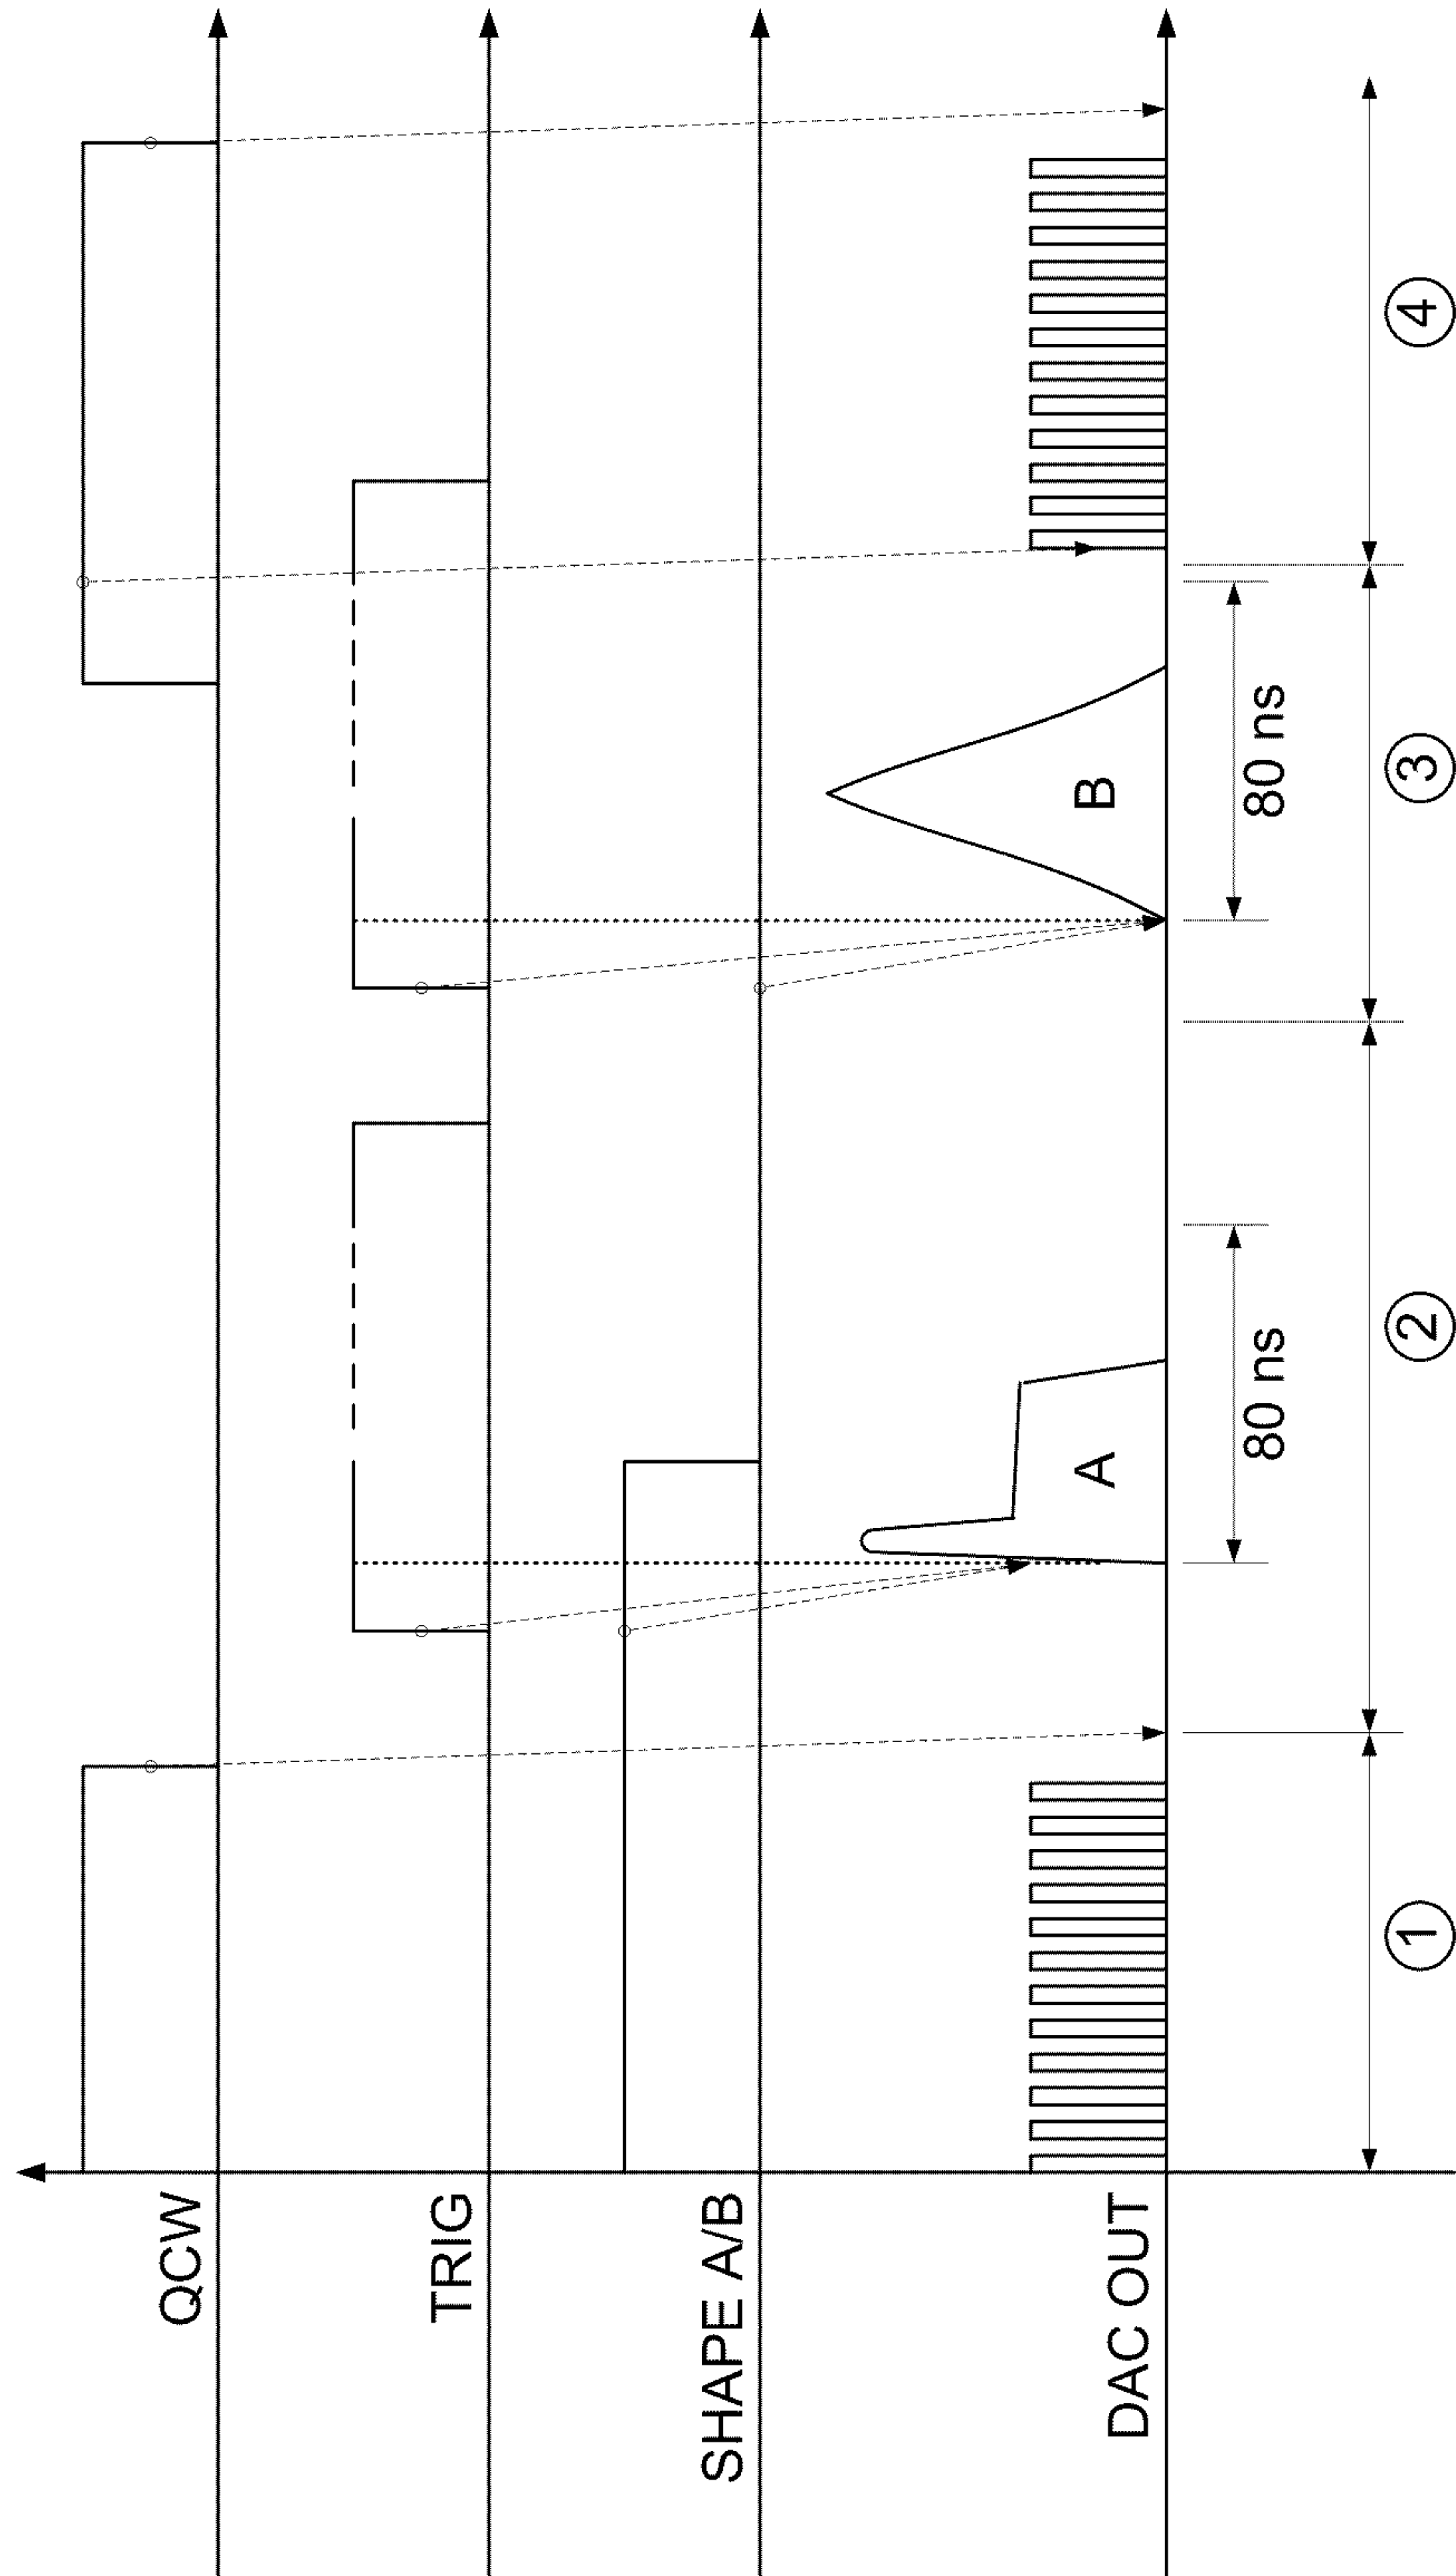 QCW
TRIG
SHAPE A/B
DAC OUT
A
B
80 ns
80 ns
1
2
3
4